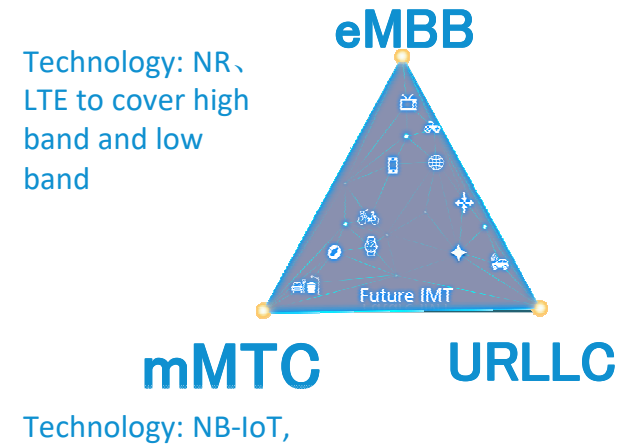 eMBB
Technology: NR、
LTE to cover high
band and low
band
Future IMT
mMTC
URLLC
Technology: NB-IoT,